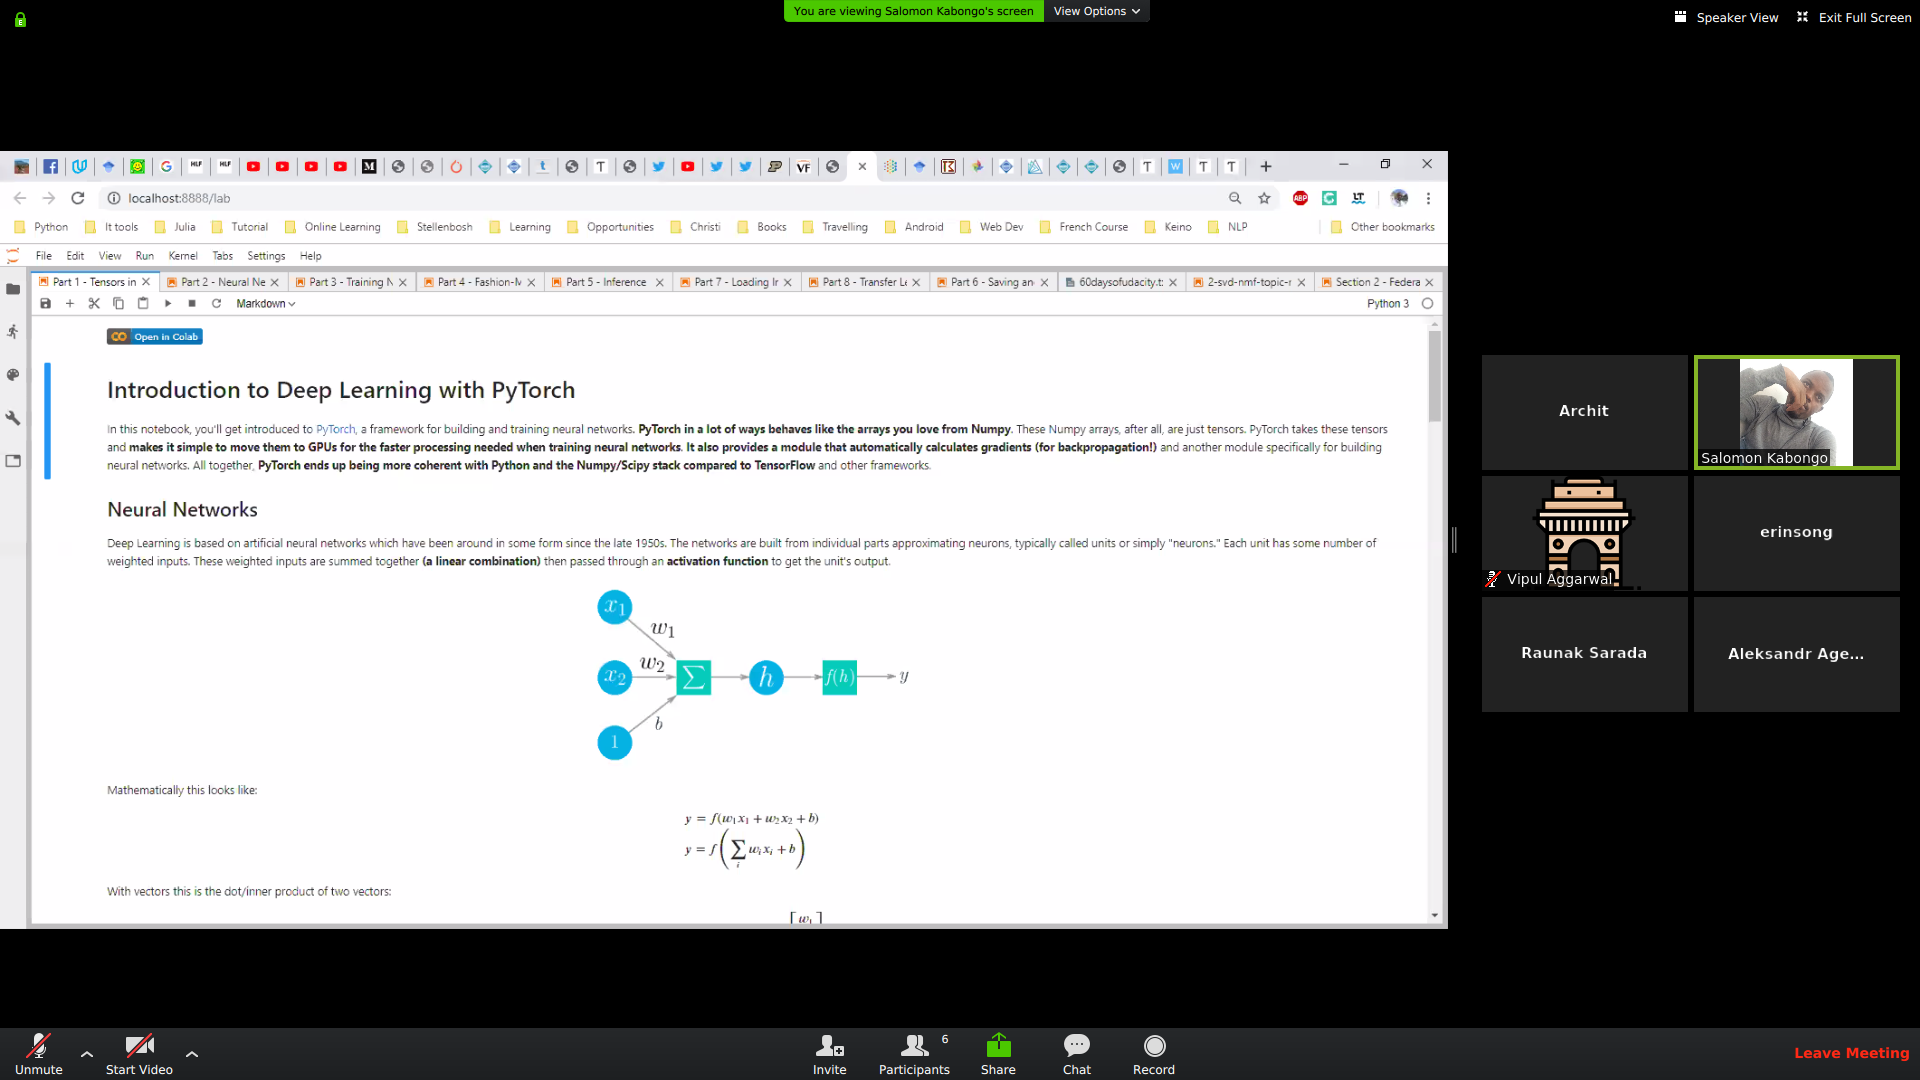 You are viewing Salomon Kabongo's screen
View Options
Speaker View
Exit Full Screen
localhost:8888/lab
Python
It tools
Julia
Tutorial
Online Learning
Stellenbosh
Learning
Opportunities
Christi
Books
Travelling
Android
Web Dev
French Course
Keino
NLP
Other bookmarks
File Edit View Run Kernel Tabs Settings Help
Part 1 - Tensors in
Part 2 - Neural Ne
Part 3 - Training N
Part 4 - Fashion-M
Part 5 - Inference
Part 7 - Loading Ir
Part 8 - Transfer Le
Part 6 - Saving an
60daysofudacity.t:
2-svd-nmf-topic-r
Section 2 - Federa
Markdown
Python 3
Open in Colab
Introduction to Deep Learning with PyTorch
In this notebook, you'll get introduced to PyTorch, a framework for building and training neural networks. PyTorch in a lot of ways behaves like the arrays you love from Numpy. These Numpy arrays, after all, are just tensors. PyTorch takes these tensors
and makes it simple to move them to GPUs for the faster processing needed when training neural networks. It also provides a module that automatically calculates gradients (for backpropagation!) and another module specifically for building
neural networks. All together, PyTorch ends up being more coherent with Python and the Numpy/Scipy stack compared to TensorFlow and other frameworks.
Neural Networks
Deep Learning is based on artificial neural networks which have been around in some form since the late 1950s. The networks are built from individual parts approximating neurons, typically called units or simply "neurons." Each unit has some number of
weighted inputs. These weighted inputs are summed together (a linear combination) then passed through an activation function to get the unit's output.
x1
w1
x2
w2
∑
h
f(h)
y
b
1
Mathematically this looks like:
y = f(w1x1 + w2x2 + b)
y = f(∑i wixi + b)
With vectors this is the dot/inner product of two vectors:
[w1]
Archit
Salomon Kabongo
Vipul Aggarwal
erinsong
Raunak Sarada
Aleksandr Age...
Unmute
Start Video
Invite
Participants
6
Share
Chat
Record
Leave Meeting